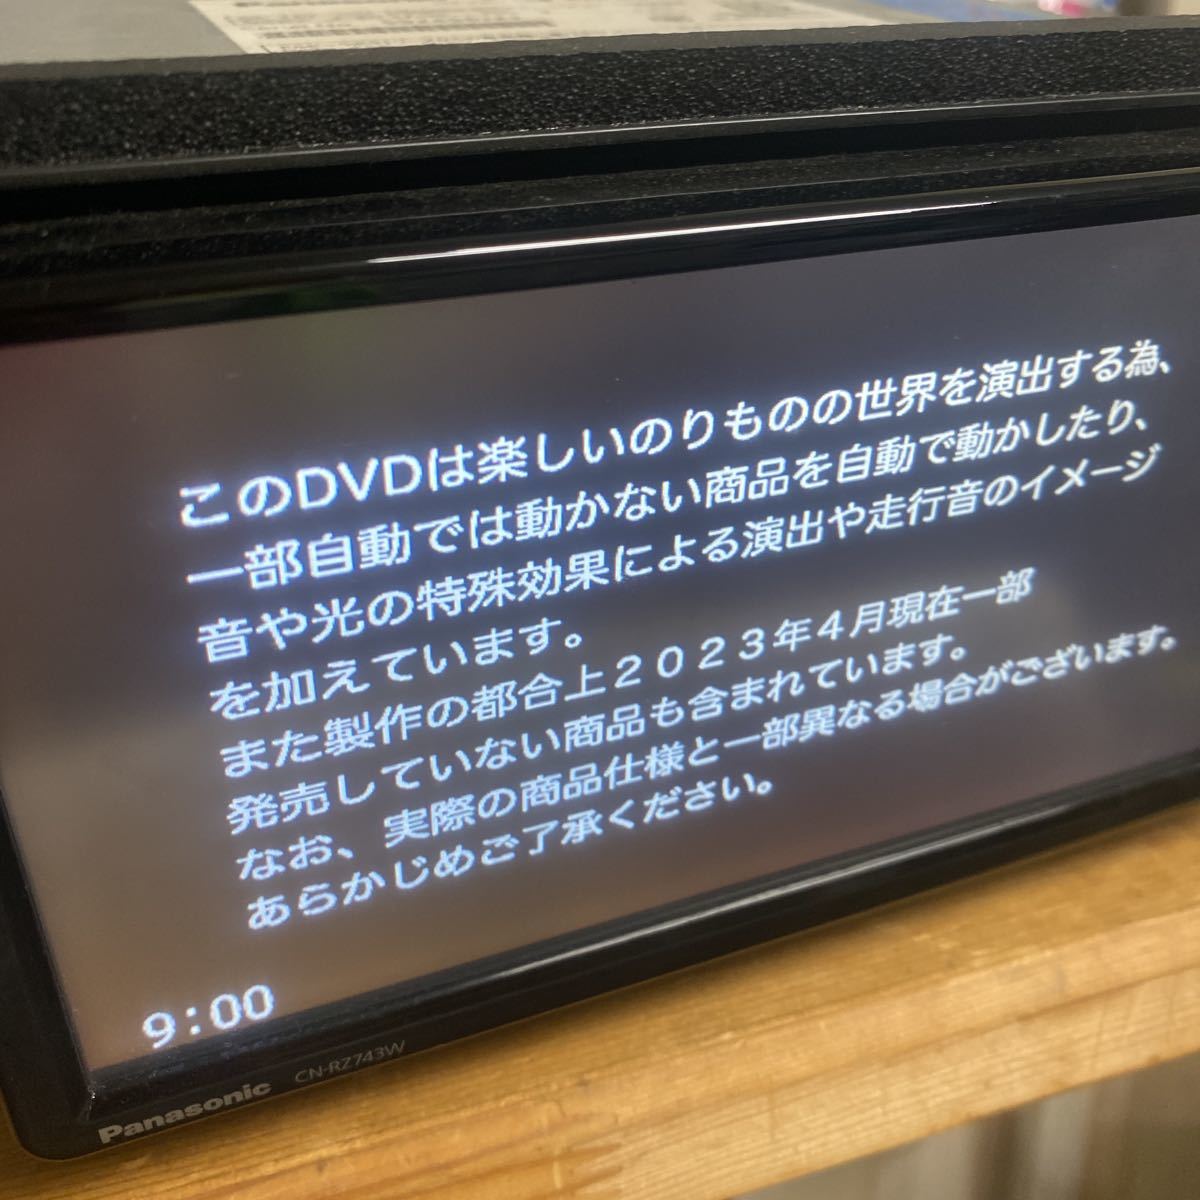 このDVDは楽しいのりものの世界を演出する為、
一部自動では動かない商品を自動で動かしたり、
音や光の特殊効果による演出や走行音のイメージ
を加えています。
また製作の都合上２０２３年４月現在一部
発売していない商品も含まれています。
なお、実際の商品仕様と一部異なる場合がございます。
あらかじめご了承ください。
9:00
Panasonic CN-RZ743W